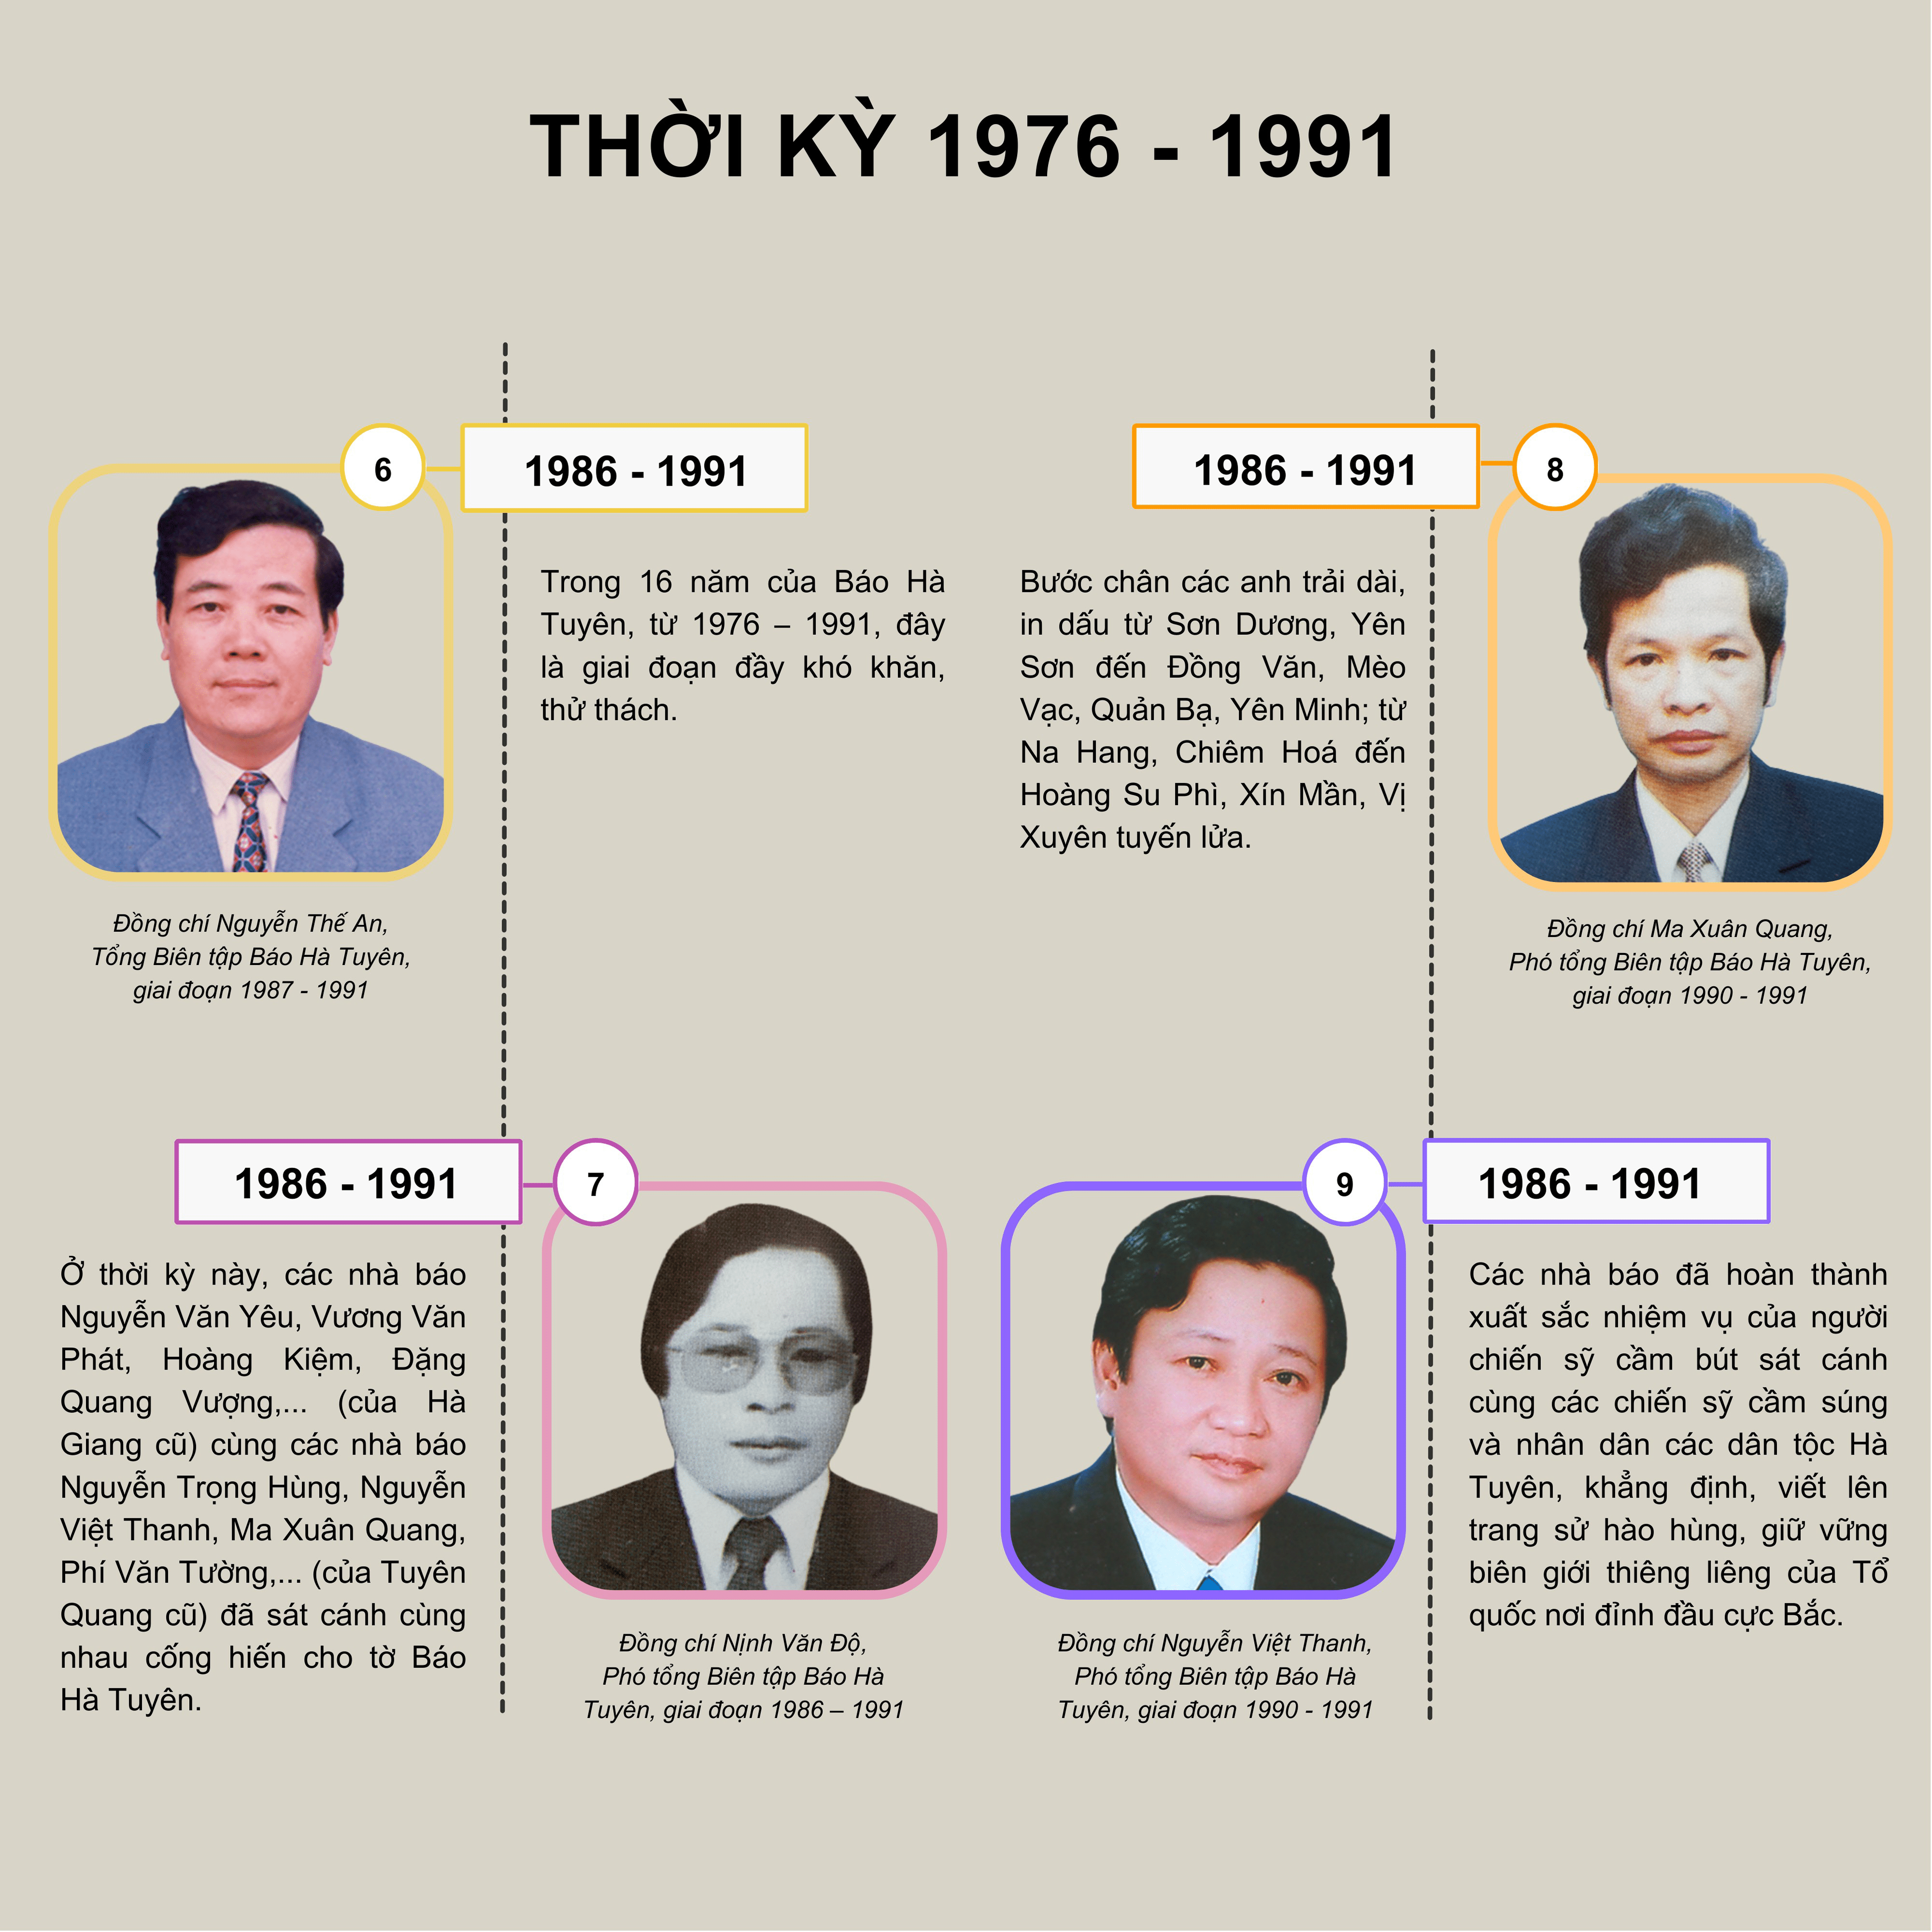 THỜI KỲ 1976 - 1991
6
1986 - 1991
Trong 16 năm của Báo Hà
Tuyên, từ 1976 – 1991, đây
là giai đoạn đầy khó khăn,
thử thách.
Đồng chí Nguyễn Thế An,
Tổng Biên tập Báo Hà Tuyên,
giai đoạn 1987 - 1991
1986 - 1991
7
Ở thời kỳ này, các nhà báo
Nguyễn Văn Yêu, Vương Văn
Phát, Hoàng Kiệm, Đặng
Quang Vượng,... (của Hà
Giang cũ) cùng các nhà báo
Nguyễn Trọng Hùng, Nguyễn
Việt Thanh, Ma Xuân Quang,
Phí Văn Tường,... (của Tuyên
Quang cũ) đã sát cánh cùng
nhau cống hiến cho tờ Báo
Hà Tuyên.
Đồng chí Nịnh Văn Độ,
Phó tổng Biên tập Báo Hà
Tuyên, giai đoạn 1986 – 1991
1986 - 1991
8
Bước chân các anh trải dài,
in dấu từ Sơn Dương, Yên
Sơn đến Đồng Văn, Mèo
Vạc, Quản Bạ, Yên Minh; từ
Na Hang, Chiêm Hoá đến
Hoàng Su Phì, Xín Mần, Vị
Xuyên tuyến lửa.
Đồng chí Ma Xuân Quang,
Phó tổng Biên tập Báo Hà Tuyên,
giai đoạn 1990 - 1991
9
1986 - 1991
Các nhà báo đã hoàn thành
xuất sắc nhiệm vụ của người
chiến sỹ cầm bút sát cánh
cùng các chiến sỹ cầm súng
và nhân dân các dân tộc Hà
Tuyên, khẳng định, viết lên
trang sử hào hùng, giữ vững
biên giới thiêng liêng của Tổ
quốc nơi đỉnh đầu cực Bắc.
Đồng chí Nguyễn Việt Thanh,
Phó tổng Biên tập Báo Hà
Tuyên, giai đoạn 1990 - 1991